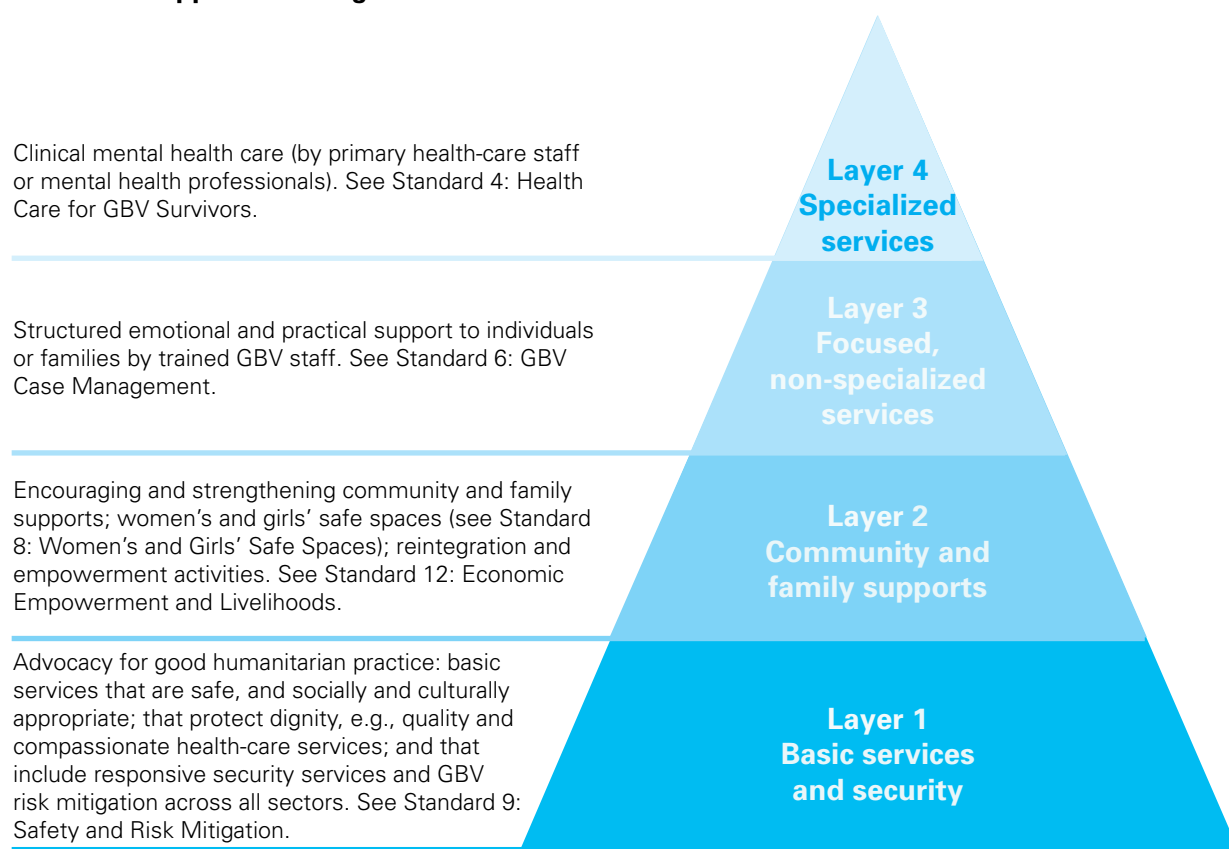 Clinical mental health care (by primary health-care staff
or mental health professionals). See Standard 4: Health
Care for GBV Survivors.
Layer 4
Specialized
services
Structured emotional and practical support to individuals
or families by trained GBV staff. See Standard 6: GBV
Case Management.
Layer 3
Focused,
non-specialized
services
Encouraging and strengthening community and family
supports; women’s and girls’ safe spaces (see Standard
8: Women’s and Girls’ Safe Spaces); reintegration and
empowerment activities. See Standard 12: Economic
Empowerment and Livelihoods.
Layer 2
Community and
family supports
Advocacy for good humanitarian practice: basic
services that are safe, and socially and culturally
appropriate; that protect dignity, e.g., quality and
compassionate health-care services; and that
include responsive security services and GBV
risk mitigation across all sectors. See Standard 9:
Safety and Risk Mitigation.
Layer 1
Basic services
and security